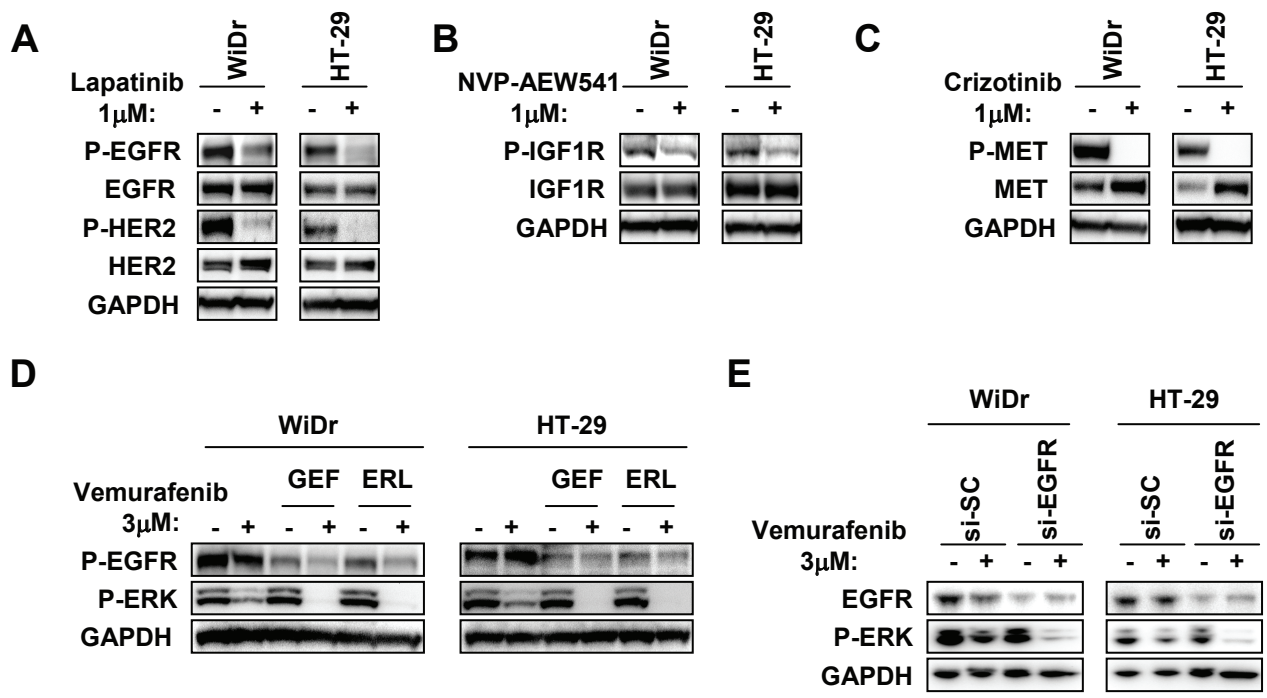 A
WiDr
HT-29
Lapatinib
1μM: - + - +
P-EGFR
EGFR
P-HER2
HER2
GAPDH
B
WiDr
HT-29
NVP-AEW541
1μM: - + - +
P-IGF1R
IGF1R
GAPDH
C
WiDr
HT-29
Crizotinib
1μM: - + - +
P-MET
MET
GAPDH
D
WiDr HT-29
GEF ERL GEF ERL
Vemurafenib
3μM: - + - + - + - + - + - +
P-EGFR
P-ERK
GAPDH
E
WiDr HT-29
si-SC
si-EGFR
si-SC
si-EGFR
Vemurafenib
3μM: - + - + - + - +
EGFR
P-ERK
GAPDH